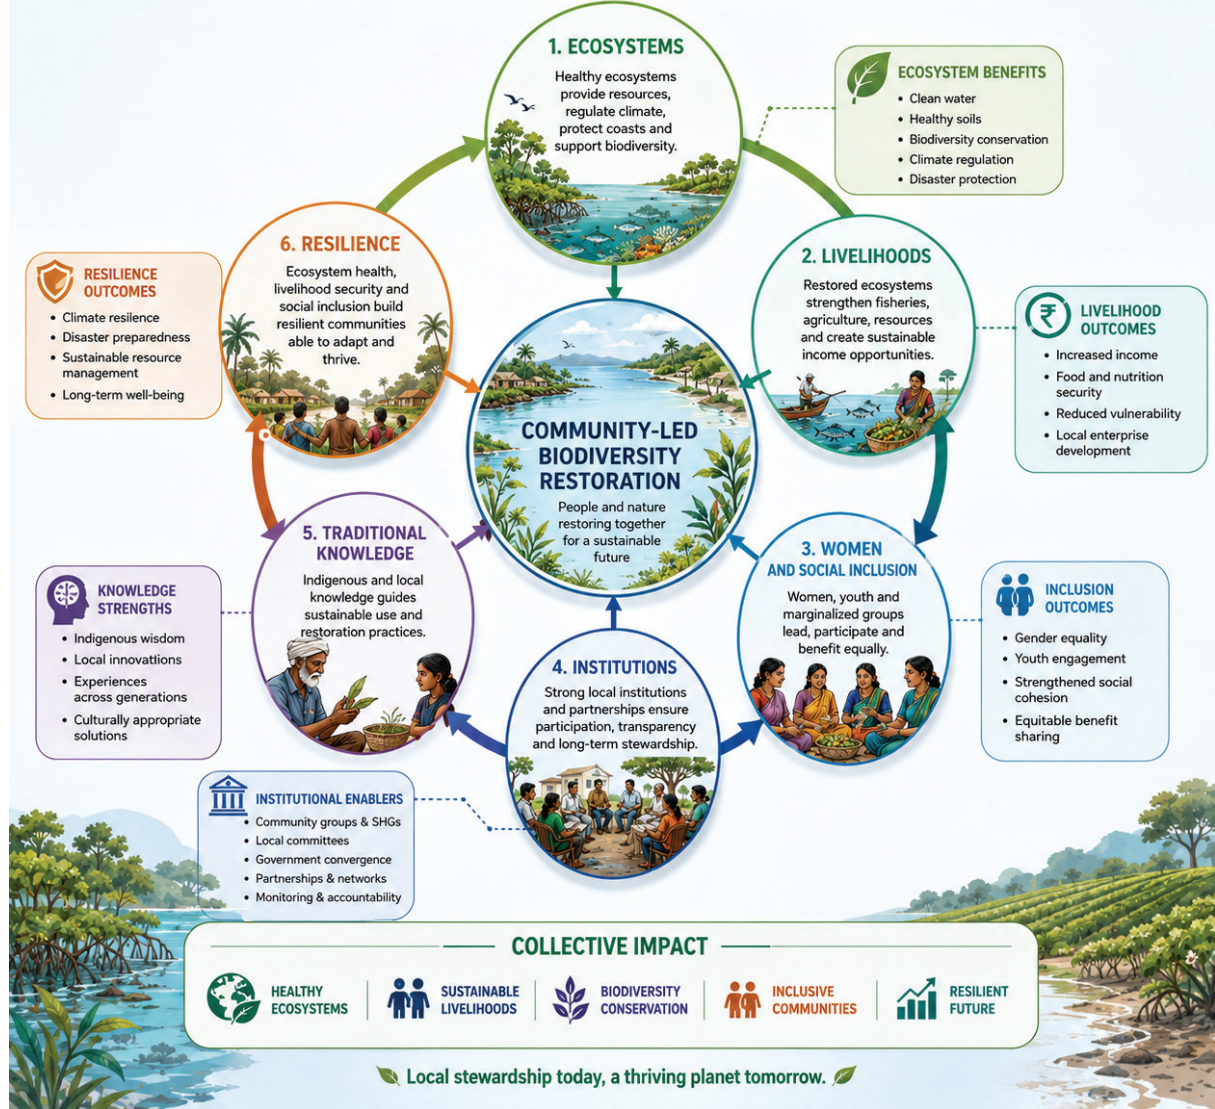 1. ECOSYSTEMS
Healthy ecosystems
provide resources,
regulate climate,
protect coasts and
support biodiversity.
ECOSYSTEM BENEFITS
• Clean water
• Healthy soils
• Biodiversity conservation
• Climate regulation
• Disaster protection
2. LIVELIHOODS
Restored ecosystems
strengthen fisheries,
agriculture, resources
and create sustainable
income opportunities.
₹
LIVELIHOOD
OUTCOMES
• Increased income
• Food and nutrition
security
• Reduced vulnerability
• Local enterprise
development
3. WOMEN
AND SOCIAL INCLUSION
Women, youth and
marginalized groups
lead, participate and
benefit equally.
INCLUSION
OUTCOMES
• Gender equality
• Youth engagement
• Strengthened social
cohesion
• Equitable benefit
sharing
4. INSTITUTIONS
Strong local institutions
and partnerships ensure
participation, transparency
and long-term stewardship.
INSTITUTIONAL ENABLERS
• Community groups & SHGs
• Local committees
• Government convergence
• Partnerships & networks
• Monitoring & accountability
5. TRADITIONAL
KNOWLEDGE
Indigenous and local
knowledge guides
sustainable use and
restoration practices.
KNOWLEDGE
STRENGTHS
• Indigenous wisdom
• Local innovatlions
• Experiences
across generations
• Culturally appropriate
solutions
6. RESILIENCE
Ecosystem health,
livelihood security and
social inclusion build
resilient communities
able to adapt and
thrive.
RESILIENCE
OUTCOMES
• Climate resilence
• Disaster preparedness
• Sustainable resource
management
• Long-term well-being
COMMUNITY-LED
BIODIVERSITY
RESTORATION
People and nature
restoring together
for a sustainable
future
COLLECTIVE IMPACT
HEALTHY
ECOSYSTEMS
SUSTAINABLE
LIVELIHOODS
BIODIVERSITY
CONSERVATION
INCLUSIVE
COMMUNITIES
RESILIENT
FUTURE
Local stewardship today, a thriving planet tomorrow.